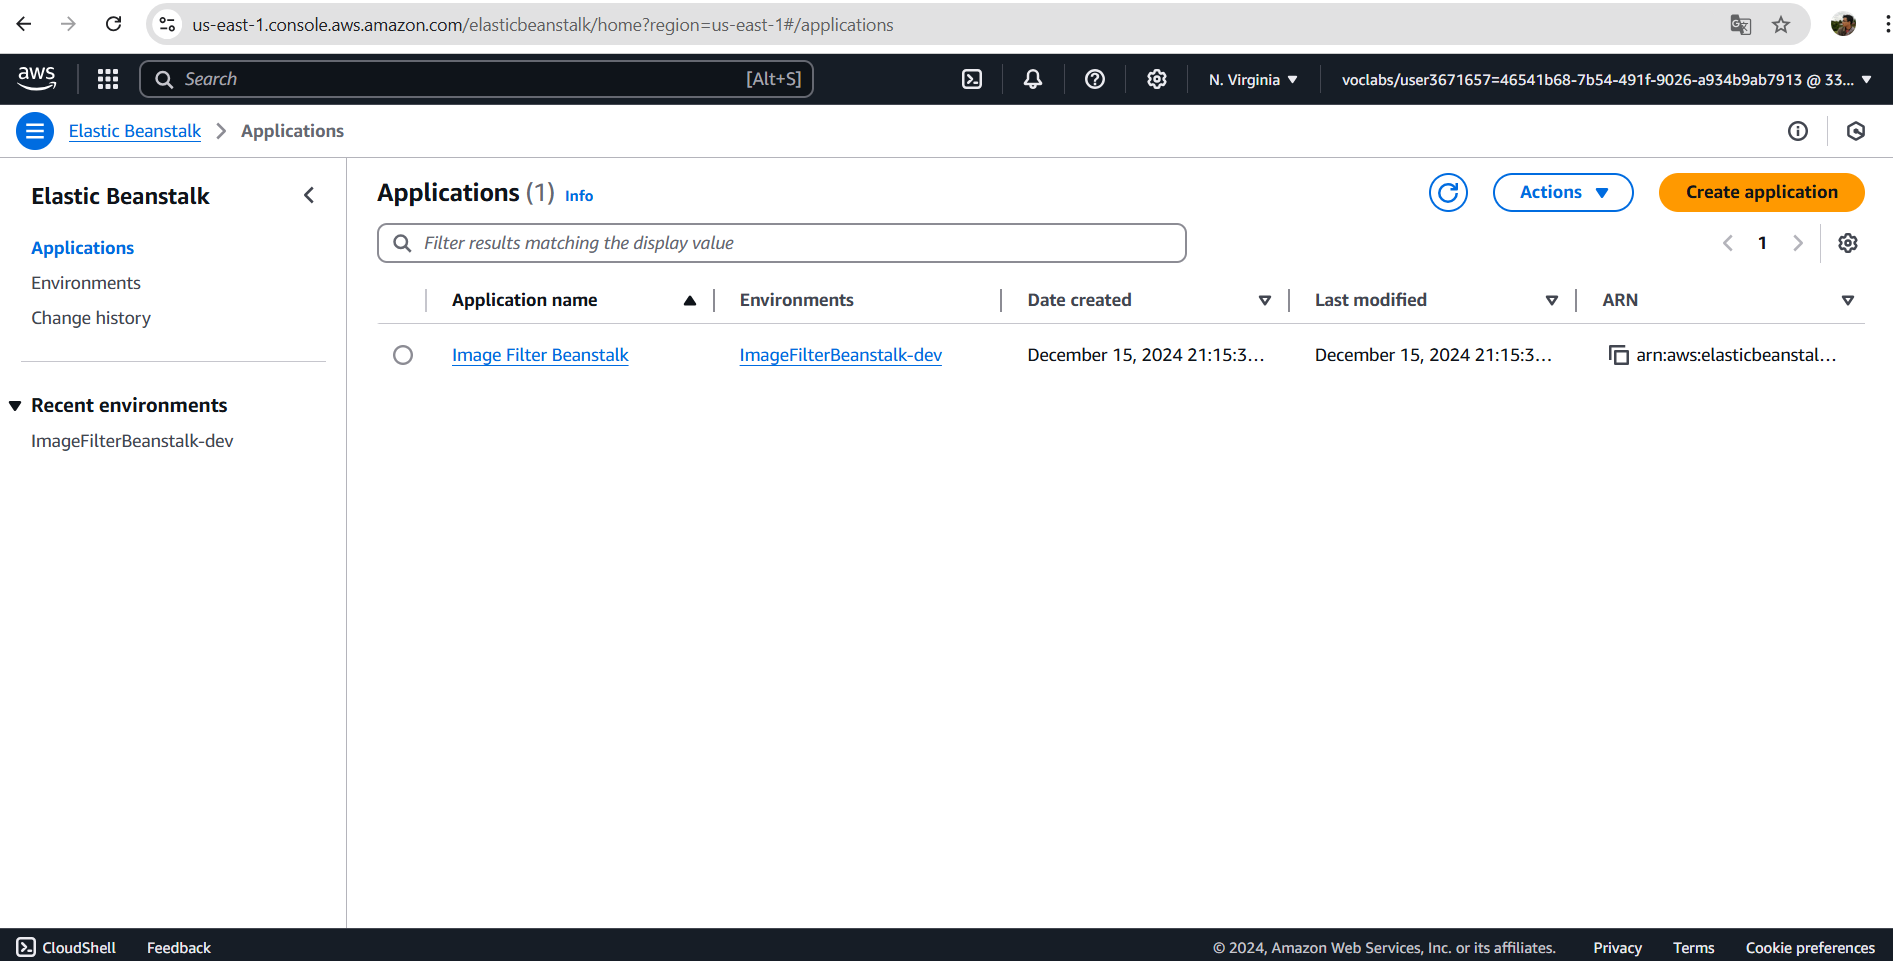 us-east-1.console.aws.amazon.com/elasticbeanstalk/home?region=us-east-1#/applications
aws
Search
[Alt+S]
N. Virginia
voclabs/user3671657=46541b68-7b54-491f-9026-a934b9ab7913 @ 33...
Elastic Beanstalk
Applications
Elastic Beanstalk
Applications
Environments
Change history
Recent environments
ImageFilterBeanstalk-dev
Applications (1) Info
Actions
Create application
Filter results matching the display value
1
Application name
Environments
Date created
Last modified
ARN
Image Filter Beanstalk
ImageFilterBeanstalk-dev
December 15, 2024 21:15:3...
December 15, 2024 21:15:3...
arn:aws:elasticbeanstal...
CloudShell
Feedback
© 2024, Amazon Web Services, Inc. or its affiliates.
Privacy
Terms
Cookie preferences